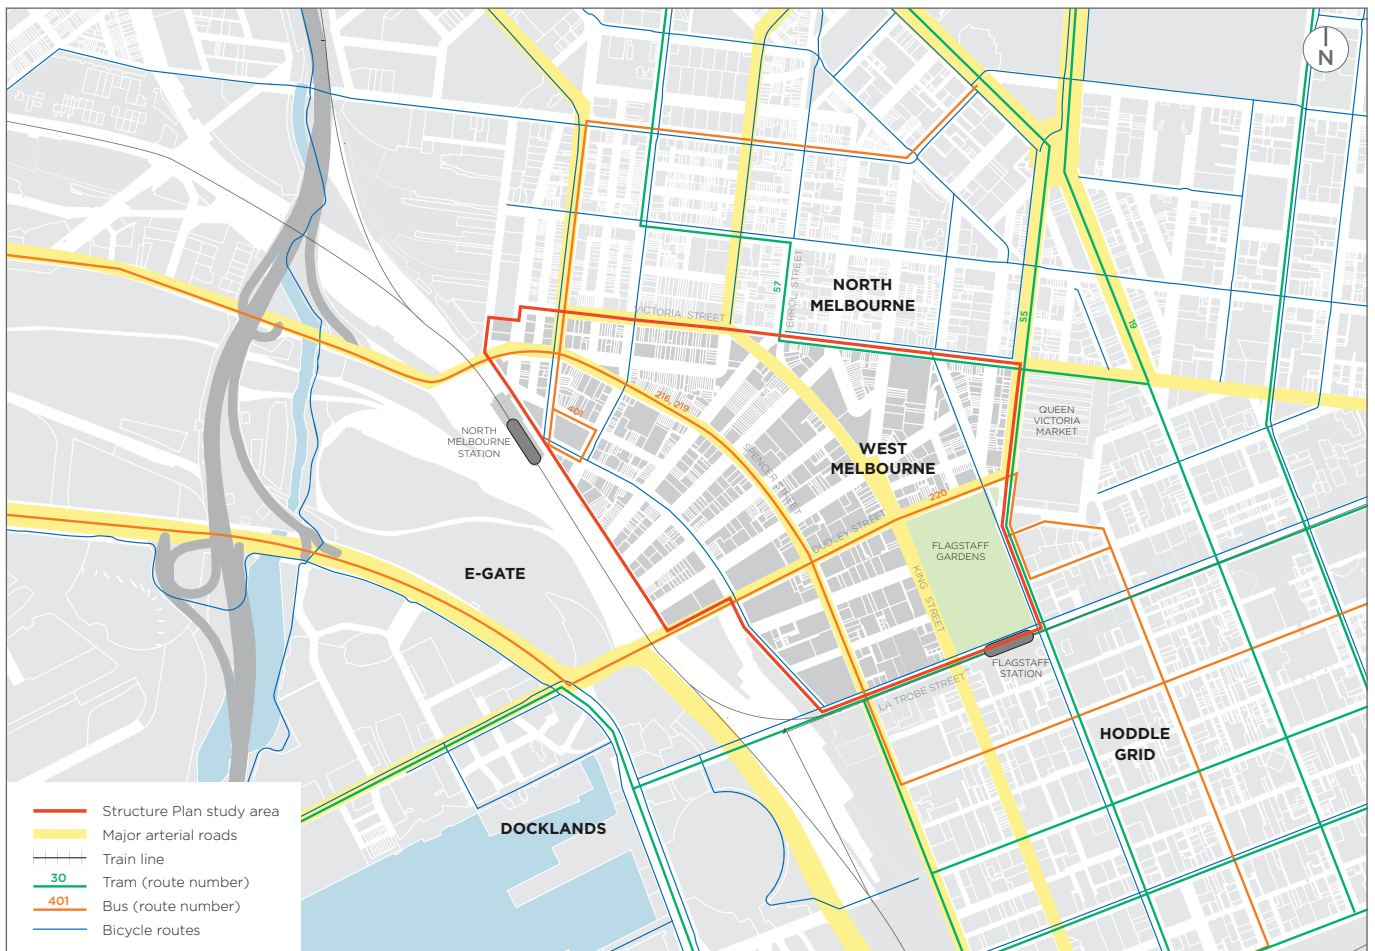 N
NORTH
MELBOURNE
ERROL STREET
57
VICTORIA STREET
55
19
QUEEN
VICTORIA
MARKET
216, 219
401
NORTH
MELBOURNE
STATION
SPENCER STREET
WEST
MELBOURNE
220
DUDLEY STREET
FLAGSTAFF
GARDENS
E-GATE
KING STREET
FLAGSTAFF
STATION
LA TROBE STREET
HODDLE
GRID
DOCKLANDS
Structure Plan study area
Major arterial roads
Train line
30
Tram (route number)
401
Bus (route number)
Bicycle routes